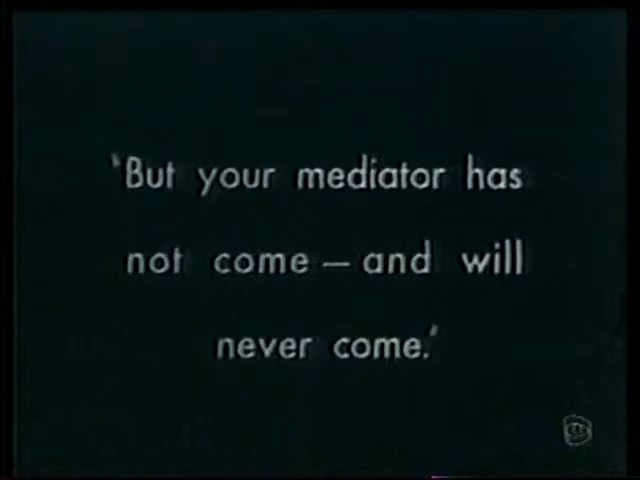 'But your mediator has
not come — and will
never come.'